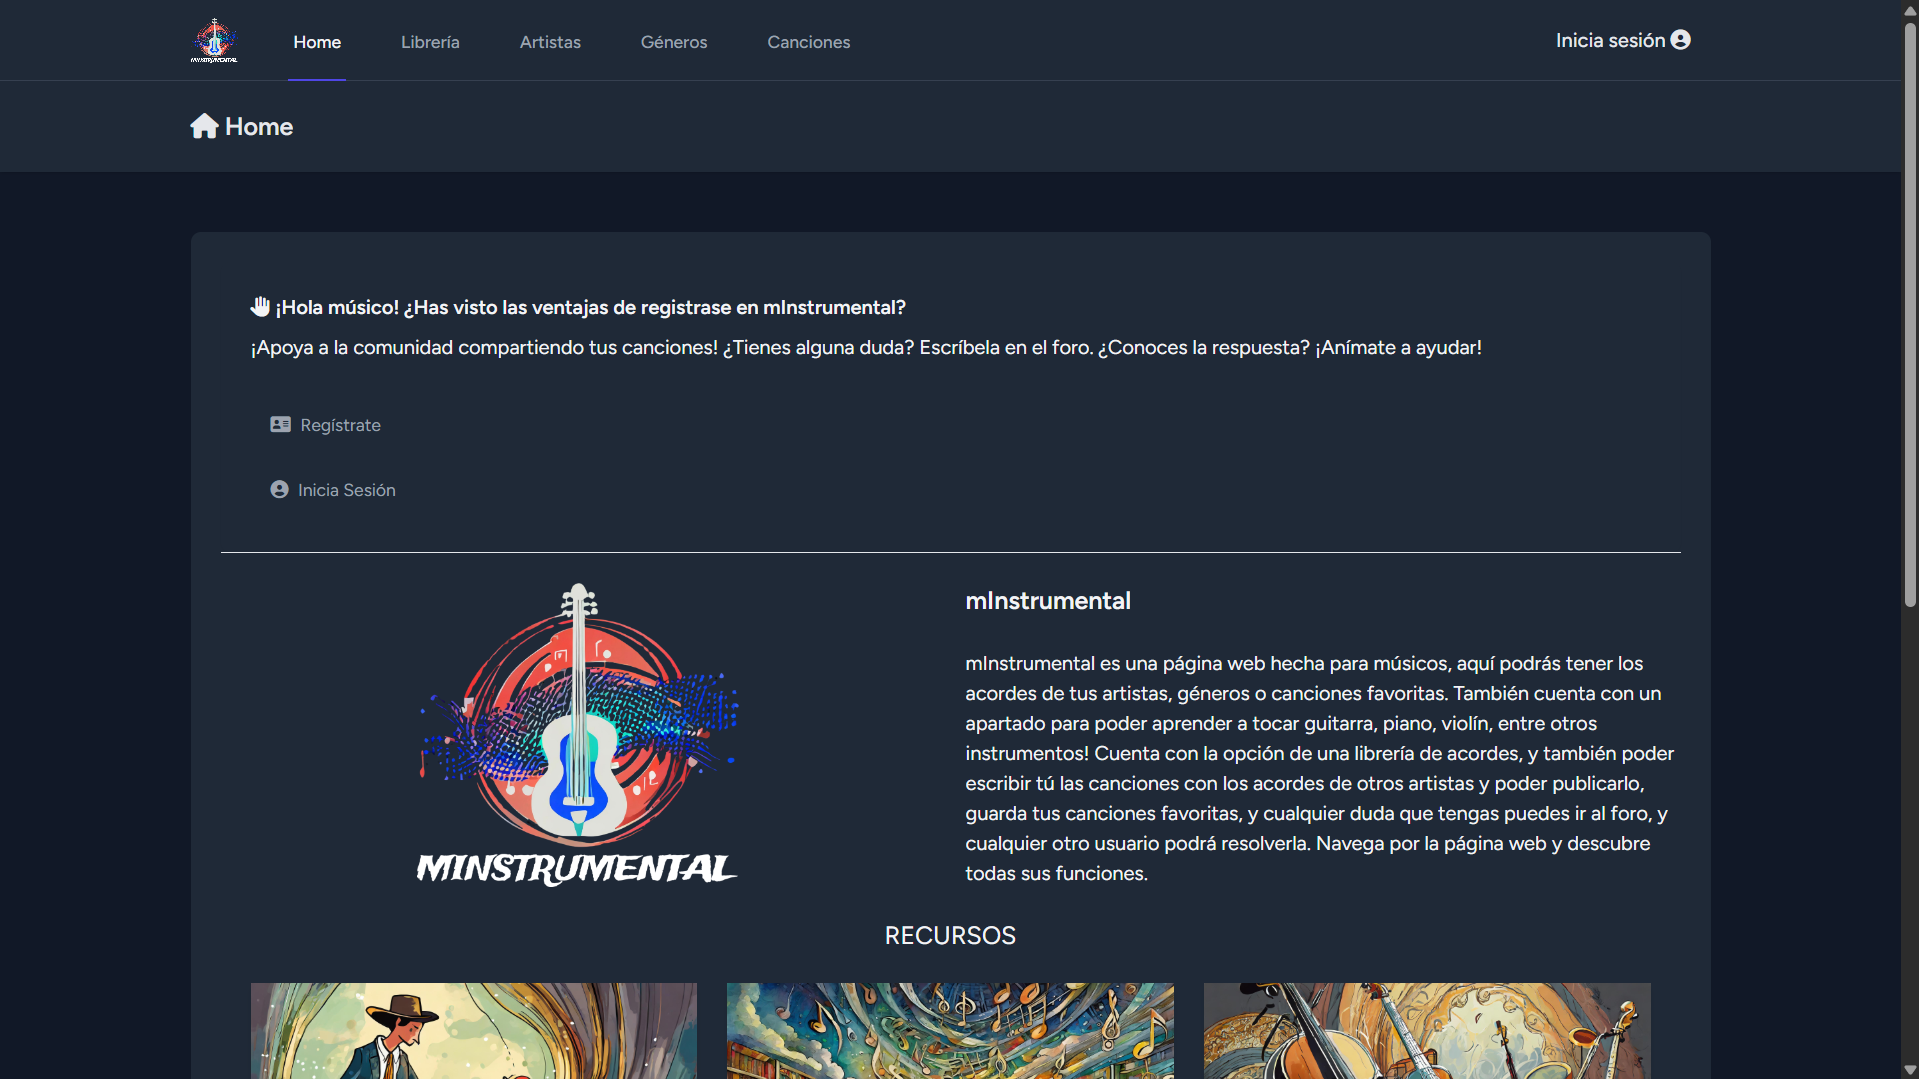 MINSTRUMENTAL
Home
Librería
Artistas
Géneros
Canciones
Inicia sesión
Home
¡Hola músico! ¿Has visto las ventajas de registrase en mInstrumental?
¡Apoya a la comunidad compartiendo tus canciones! ¿Tienes alguna duda? Escríbela en el foro. ¿Conoces la respuesta? ¡Anímate a ayudar!
Regístrate
Inicia Sesión
MINSTRUMENTAL
mInstrumental
mInstrumental es una página web hecha para músicos, aquí podrás tener los
acordes de tus artistas, géneros o canciones favoritas. También cuenta con un
apartado para poder aprender a tocar guitarra, piano, violín, entre otros
instrumentos! Cuenta con la opción de una librería de acordes, y también poder
escribir tú las canciones con los acordes de otros artistas y poder publicarlo,
guarda tus canciones favoritas, y cualquier duda que tengas puedes ir al foro, y
cualquier otro usuario podrá resolverla. Navega por la página web y descubre
todas sus funciones.
RECURSOS